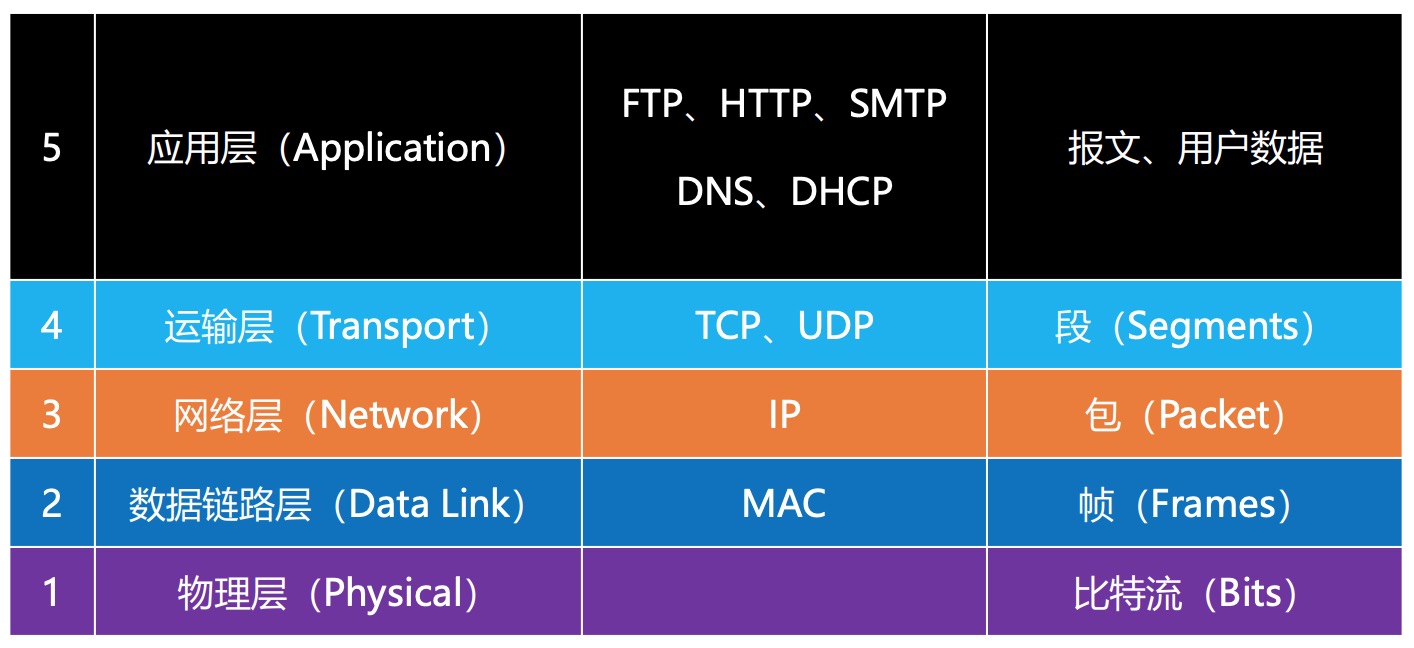 5
应用层（Application）
FTP、HTTP、SMTP
DNS、DHCP
报文、用户数据
4
运输层（Transport）
TCP、UDP
段（Segments）
3
网络层（Network）
IP
包（Packet）
2
数据链路层（Data Link）
MAC
帧（Frames）
1
物理层（Physical）
比特流（Bits）